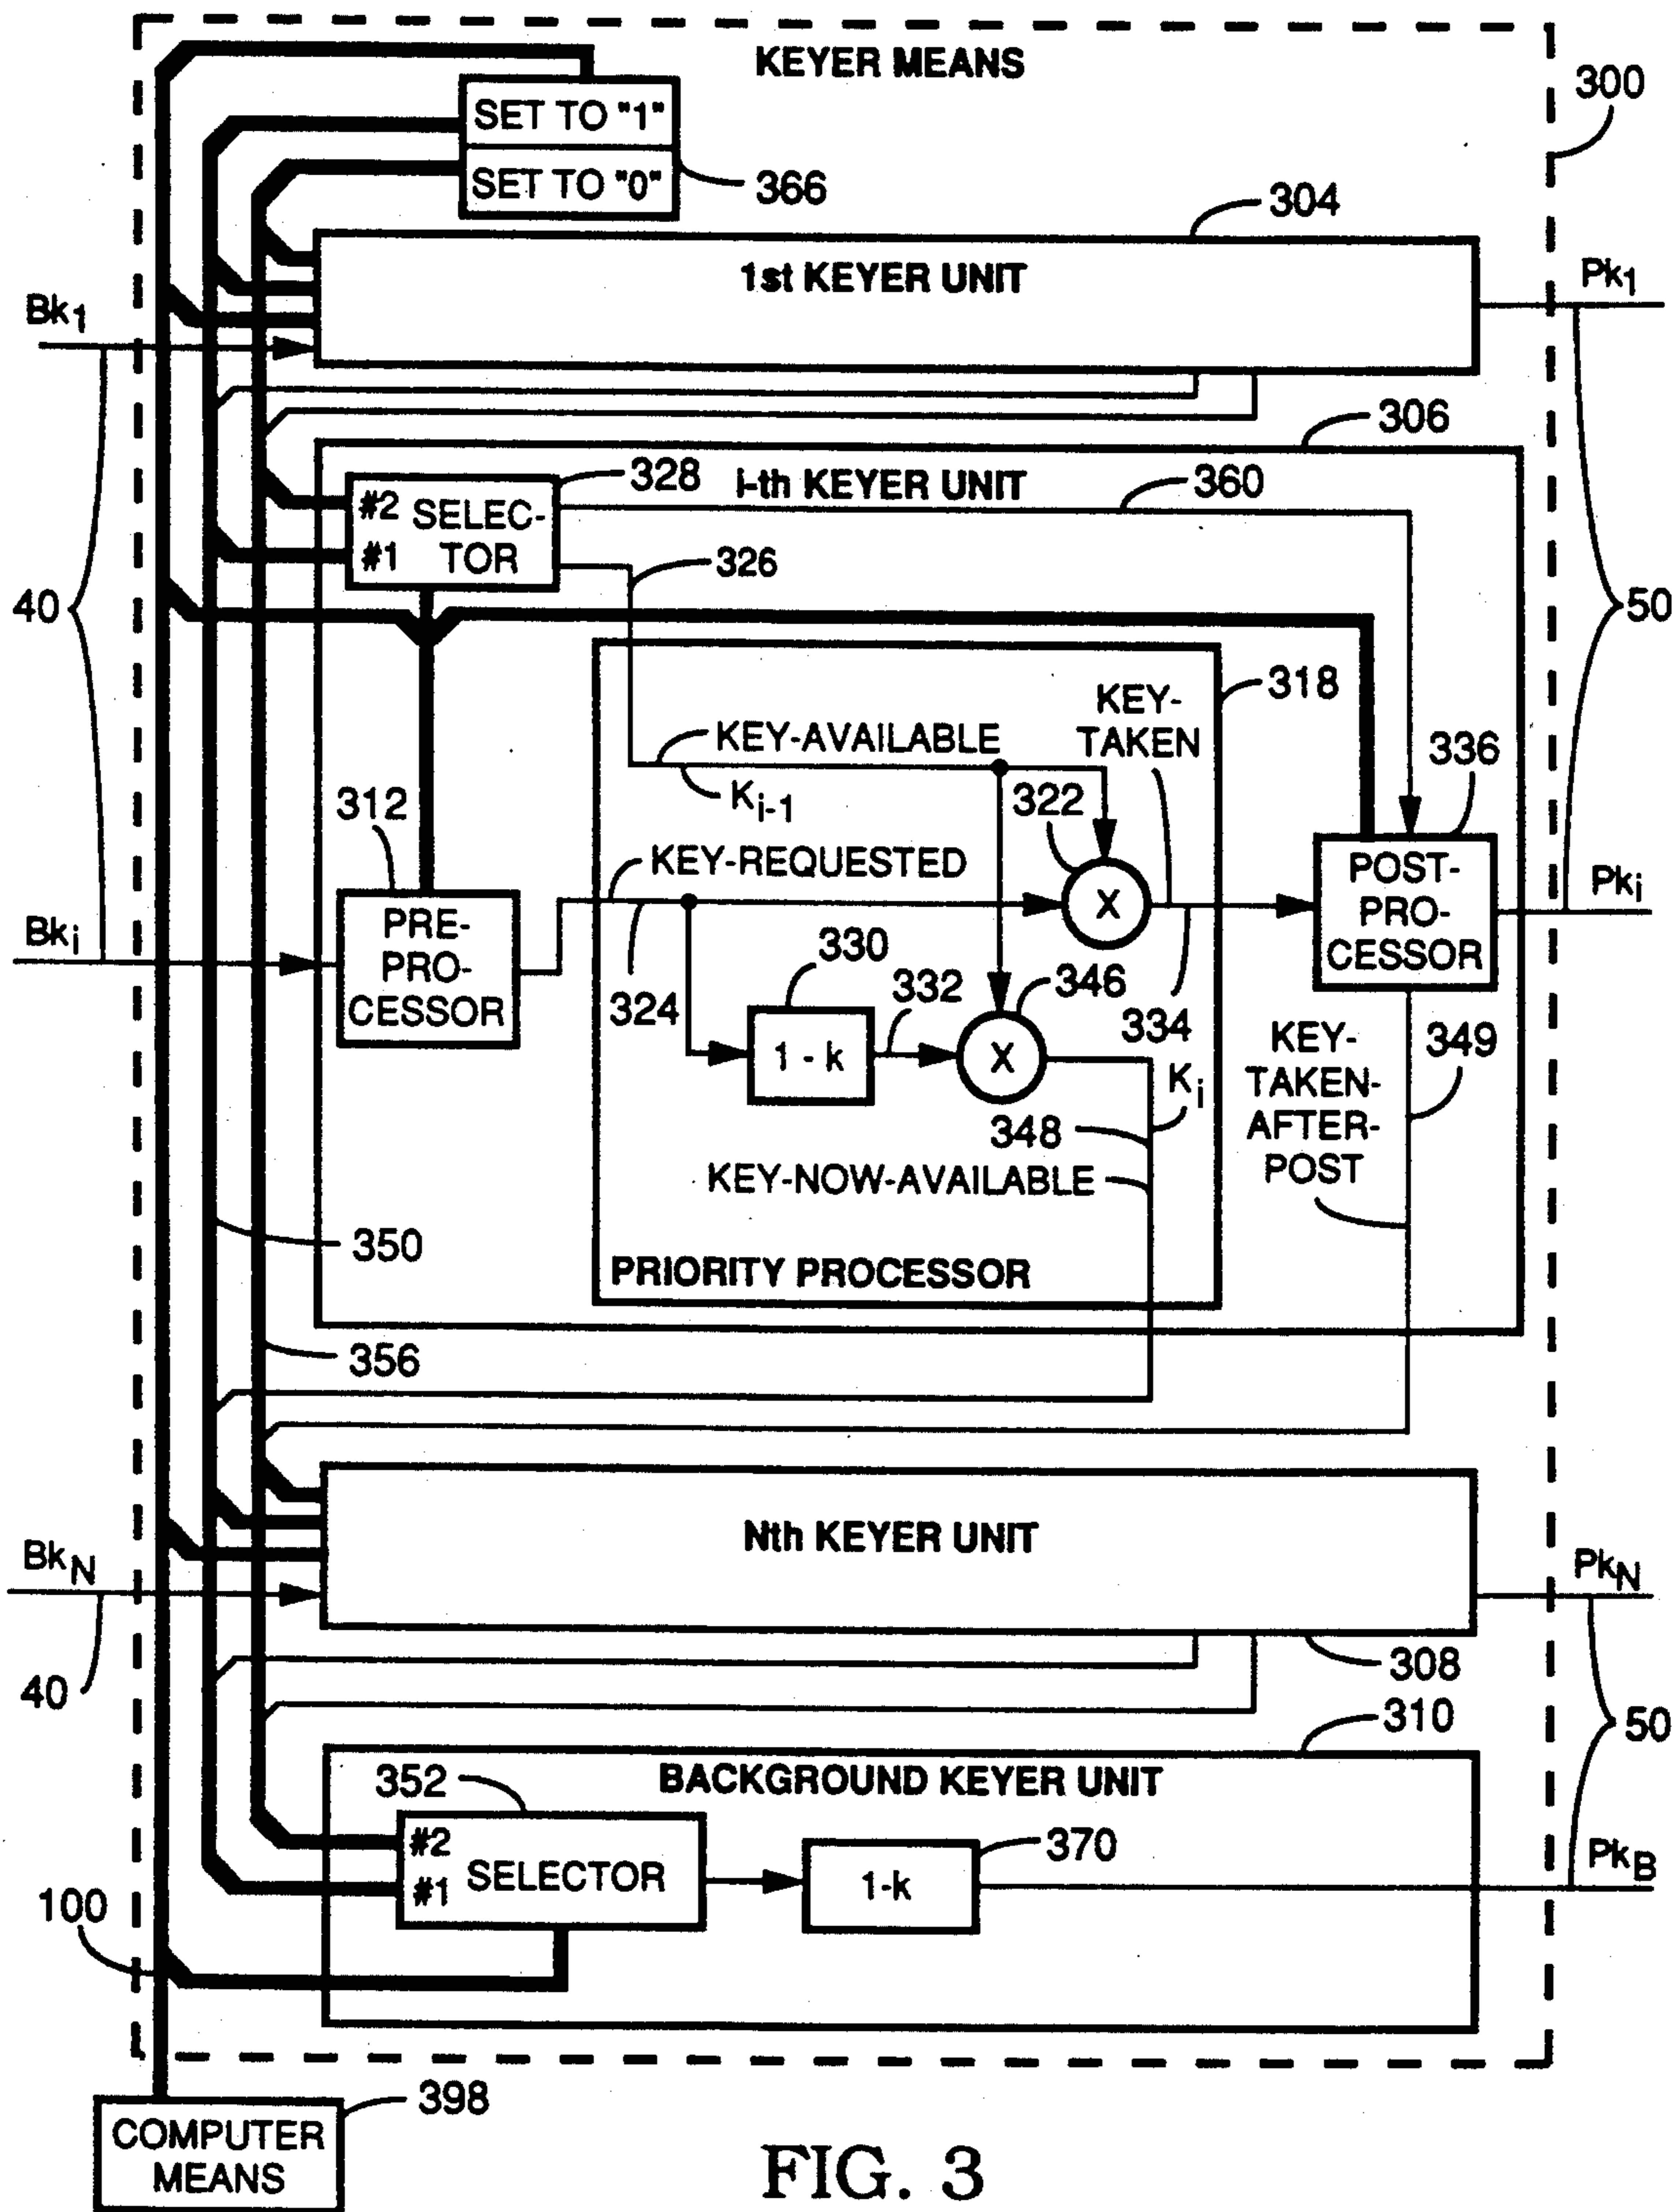 KEYER MEANS
300
SET TO "1"
SET TO "0"
366
304
1st KEYER UNIT
Bk1
Pk1
306
328
I-th KEYER UNIT
360
#2 SELEC-
#1 TOR
326
40
50
318
KEY-
TAKEN
KEY-AVAILABLE
Ki-1
322
336
312
KEY-REQUESTED
X
POST-
PRO-
CESSOR
Pki
Bki
PRE-
PRO-
CESSOR
324
330
332
346
334
1 - k
X
Ki
348
KEY-
TAKEN-
AFTER-
POST
349
KEY-NOW-AVAILABLE
350
PRIORITY PROCESSOR
356
Nth KEYER UNIT
BkN
PkN
40
308
310
50
352
BACKGROUND KEYER UNIT
#2
#1
SELECTOR
370
1-k
PkB
100
398
COMPUTER
MEANS
FIG. 3